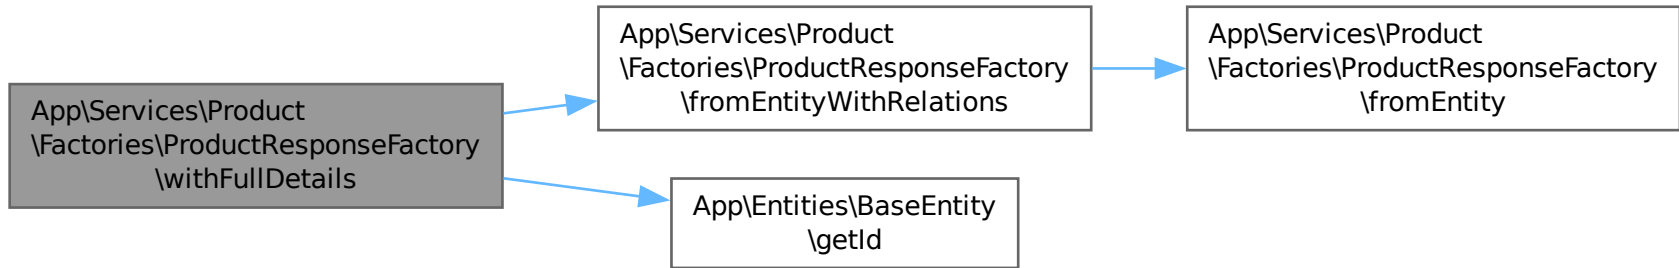 App\Services\Product
\Factories\ProductResponseFactory
\withFullDetails
App\Services\Product
\Factories\ProductResponseFactory
\fromEntityWithRelations
App\Services\Product
\Factories\ProductResponseFactory
\fromEntity
App\Entities\BaseEntity
\getId